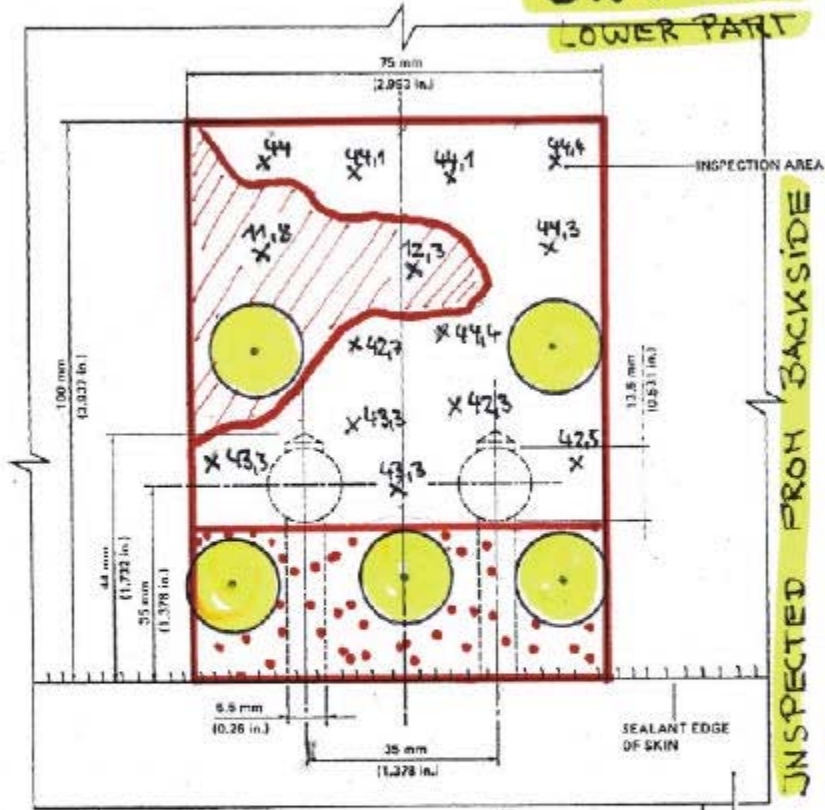 LOWER PART
75 mm
(2.953 in.)
44
44,1
44,1
44,4
INSPECTION AREA
11,8
12,3
44,3
100 mm
(3.937 in.)
42,7
44,4
13.5 mm
(0.531 in.)
43,3
42,3
43,3
43,3
42,5
44 mm
(1.732 in.)
35 mm
(1.378 in.)
6.5 mm
(0.26 in.)
35 mm
(1.378 in.)
SEALANT EDGE
OF SKIN
INSPECTED FROM BACKSIDE